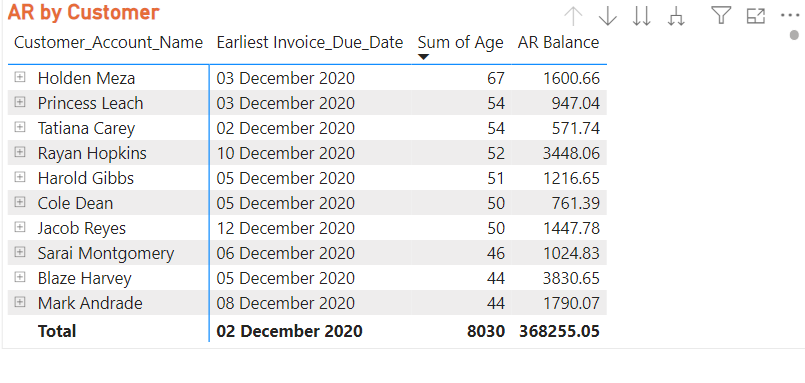 AR by Customer
Customer_Account_Name Earliest Invoice_Due_Date Sum of Age AR Balance
Holden Meza 03 December 2020 67 1600.66
Princess Leach 03 December 2020 54 947.04
Tatiana Carey 02 December 2020 54 571.74
Rayan Hopkins 10 December 2020 52 3448.06
Harold Gibbs 05 December 2020 51 1216.65
Cole Dean 05 December 2020 50 761.39
Jacob Reyes 12 December 2020 50 1447.78
Sarai Montgomery 06 December 2020 46 1024.83
Blaze Harvey 05 December 2020 44 3830.65
Mark Andrade 08 December 2020 44 1790.07
Total 02 December 2020 8030 368255.05